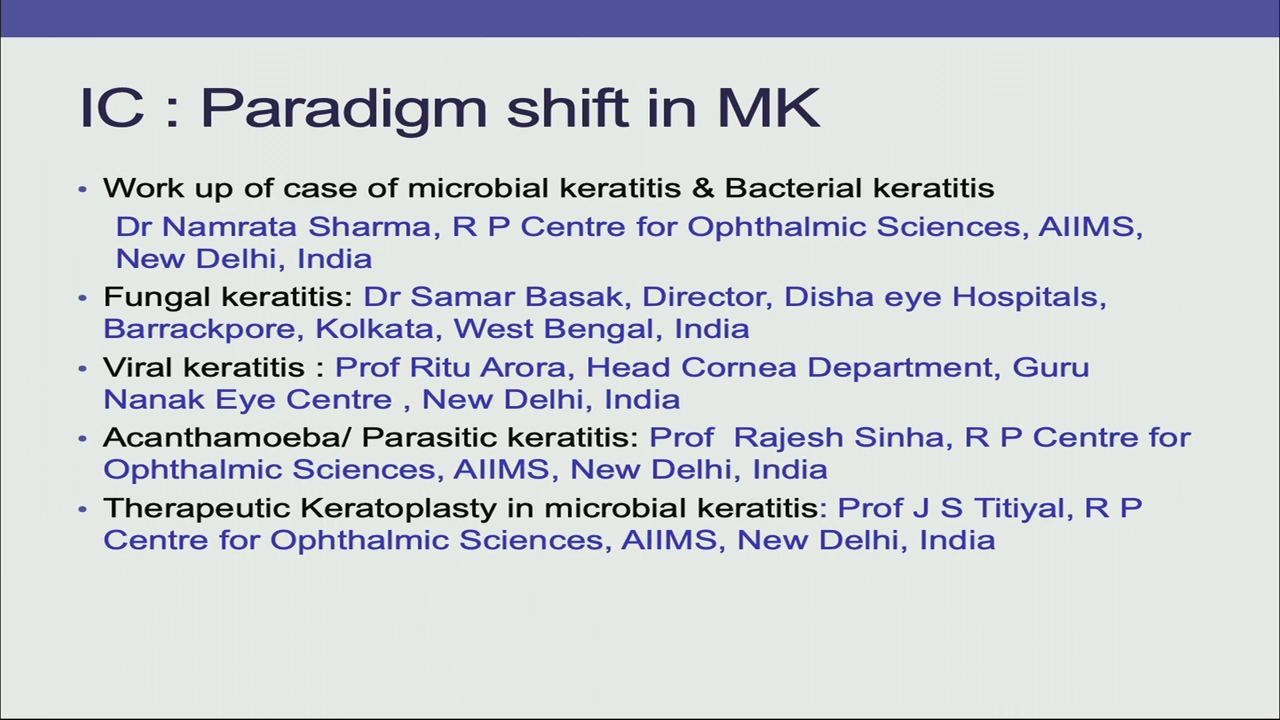 IC : Paradigm shift in MK
• Work up of case of microbial keratitis & Bacterial keratitis
Dr Namrata Sharma, R P Centre for Ophthalmic Sciences, AIIMS,
New Delhi, India
• Fungal keratitis: Dr Samar Basak, Director, Disha eye Hospitals,
Barrackpore, Kolkata, West Bengal, India
• Viral keratitis : Prof Ritu Arora, Head Cornea Department, Guru
Nanak Eye Centre , New Delhi, India
• Acanthamoeba/ Parasitic keratitis: Prof  Rajesh Sinha, R P Centre for
Ophthalmic Sciences, AIIMS, New Delhi, India
• Therapeutic Keratoplasty in microbial keratitis: Prof J S Titiyal, R P
Centre for Ophthalmic Sciences, AIIMS, New Delhi, India